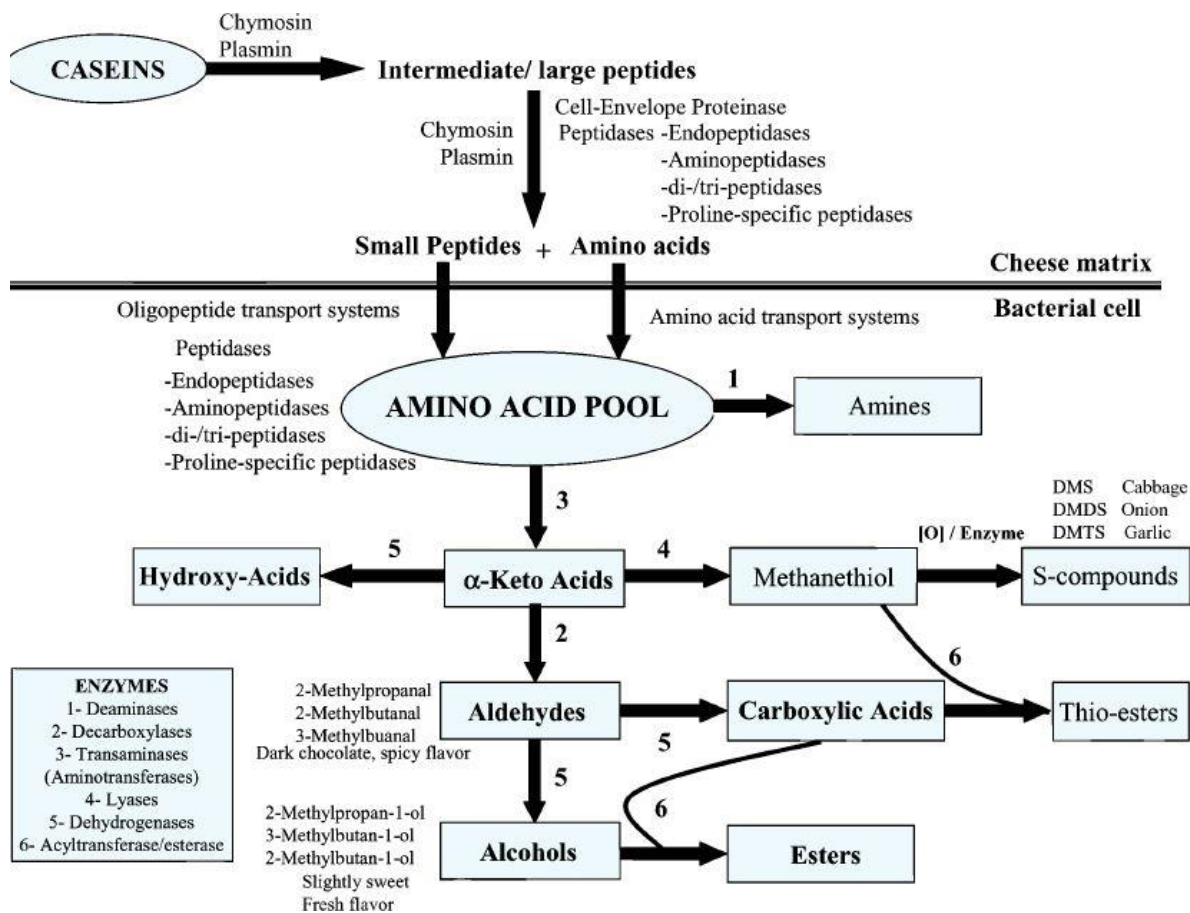 Chymosin
Plasmin
CASEINS
Intermediate/ large peptides
Chymosin
Plasmin
Cell-Envelope Proteinase
Peptidases -Endopeptidases
-Aminopeptidases
-di-/tri-peptidases
-Proline-specific peptidases
Small Peptides + Amino acids
Cheese matrix
Bacterial cell
Oligopeptide transport systems
Amino acid transport systems
Peptidases
-Endopeptidases
-Aminopeptidases
-di-/tri-peptidases
-Proline-specific peptidases
AMINO ACID POOL
1
Amines
3
DMS Cabbage
DMDS Onion
DMTS Garlic
[O] / Enzyme
Hydroxy-Acids
5
α-Keto Acids
4
Methanethiol
S-compounds
2
6
ENZYMES
1- Deaminases
2- Decarboxylases
3- Transaminases
(Aminotransferases)
4- Lyases
5- Dehydrogenases
6- Acyltransferase/esterase
2-Methylpropanal
2-Methylbutanal
3-Methylbuanal
Dark chocolate, spicy flavor
Aldehydes
5
Carboxylic Acids
Thio-esters
5
6
2-Methylpropan-1-ol
3-Methylbutan-1-ol
2-Methylbutan-1-ol
Slightly sweet
Fresh flavor
Alcohols
Esters